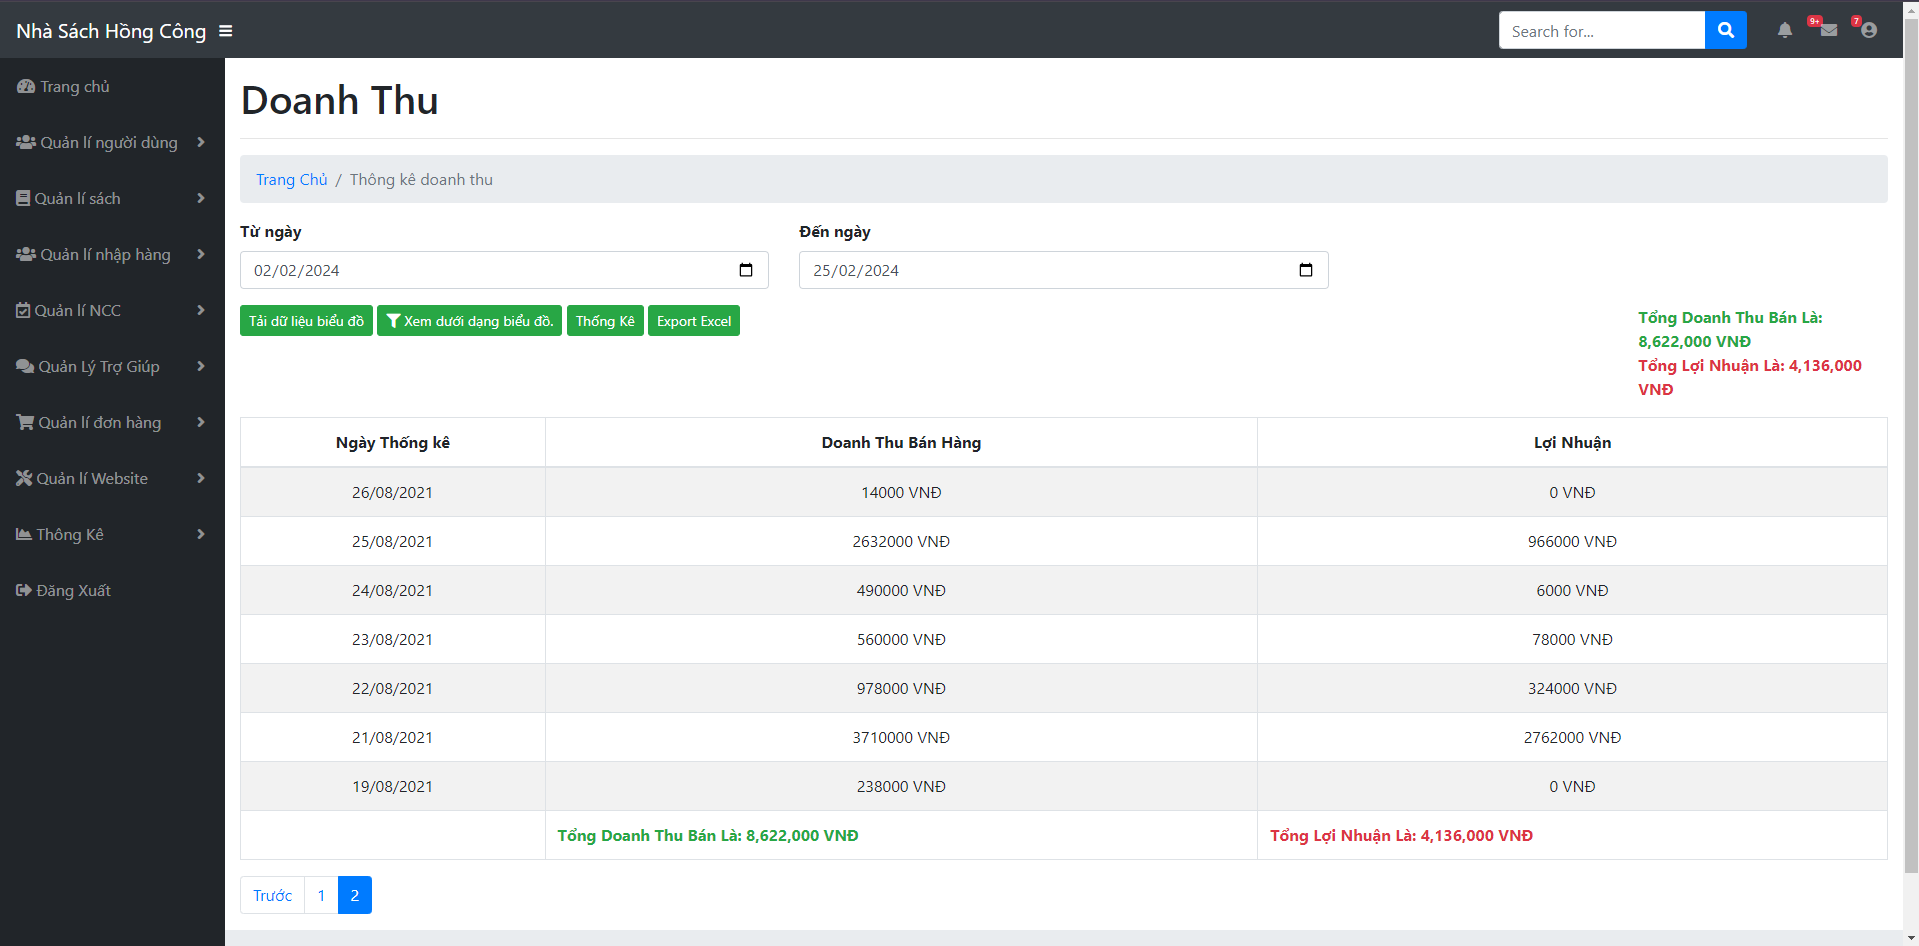 Nhà Sách Hồng Công
Search for...
9+
7
Trang chủ
Quản lí người dùng
Quản lí sách
Quản lí nhập hàng
Quản lí NCC
Quản Lý Trợ Giúp
Quản lí đơn hàng
Quản lí Website
Thông Kê
Đăng Xuất
Doanh Thu
Trang Chủ / Thông kê doanh thu
Từ ngày
Đến ngày
02/02/2024
25/02/2024
Tải dữ liệu biểu đồ
Xem dưới dạng biểu đồ.
Thống Kê
Export Excel
Tổng Doanh Thu Bán Là:
8,622,000 VNĐ
Tổng Lợi Nhuận Là: 4,136,000
VNĐ
Ngày Thống kê Doanh Thu Bán Hàng Lợi Nhuận
26/08/2021 14000 VNĐ 0 VNĐ
25/08/2021 2632000 VNĐ 966000 VNĐ
24/08/2021 490000 VNĐ 6000 VNĐ
23/08/2021 560000 VNĐ 78000 VNĐ
22/08/2021 978000 VNĐ 324000 VNĐ
21/08/2021 3710000 VNĐ 2762000 VNĐ
19/08/2021 238000 VNĐ 0 VNĐ
Tổng Doanh Thu Bán Là: 8,622,000 VNĐ Tổng Lợi Nhuận Là: 4,136,000 VNĐ
Trước 1 2